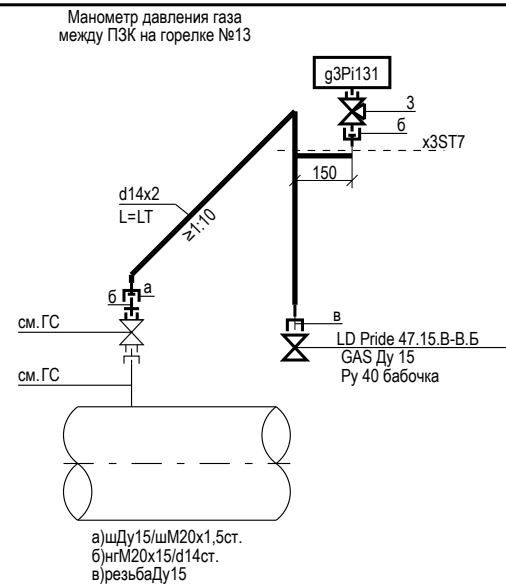 Манометр давления газа
между ПЗК на горелке №13
g3Pi131
3
б
x3ST7
150
d14x2
L=LT
≥1:10
а
б
см.ГС
в
LD Pride 47.15.В-В.Б
GAS Ду 15
Ру 40 бабочка
см.ГС
а)шДу15/шМ20х1,5ст.
б)нгМ20х15/d14ст.
в)резьбаДу15